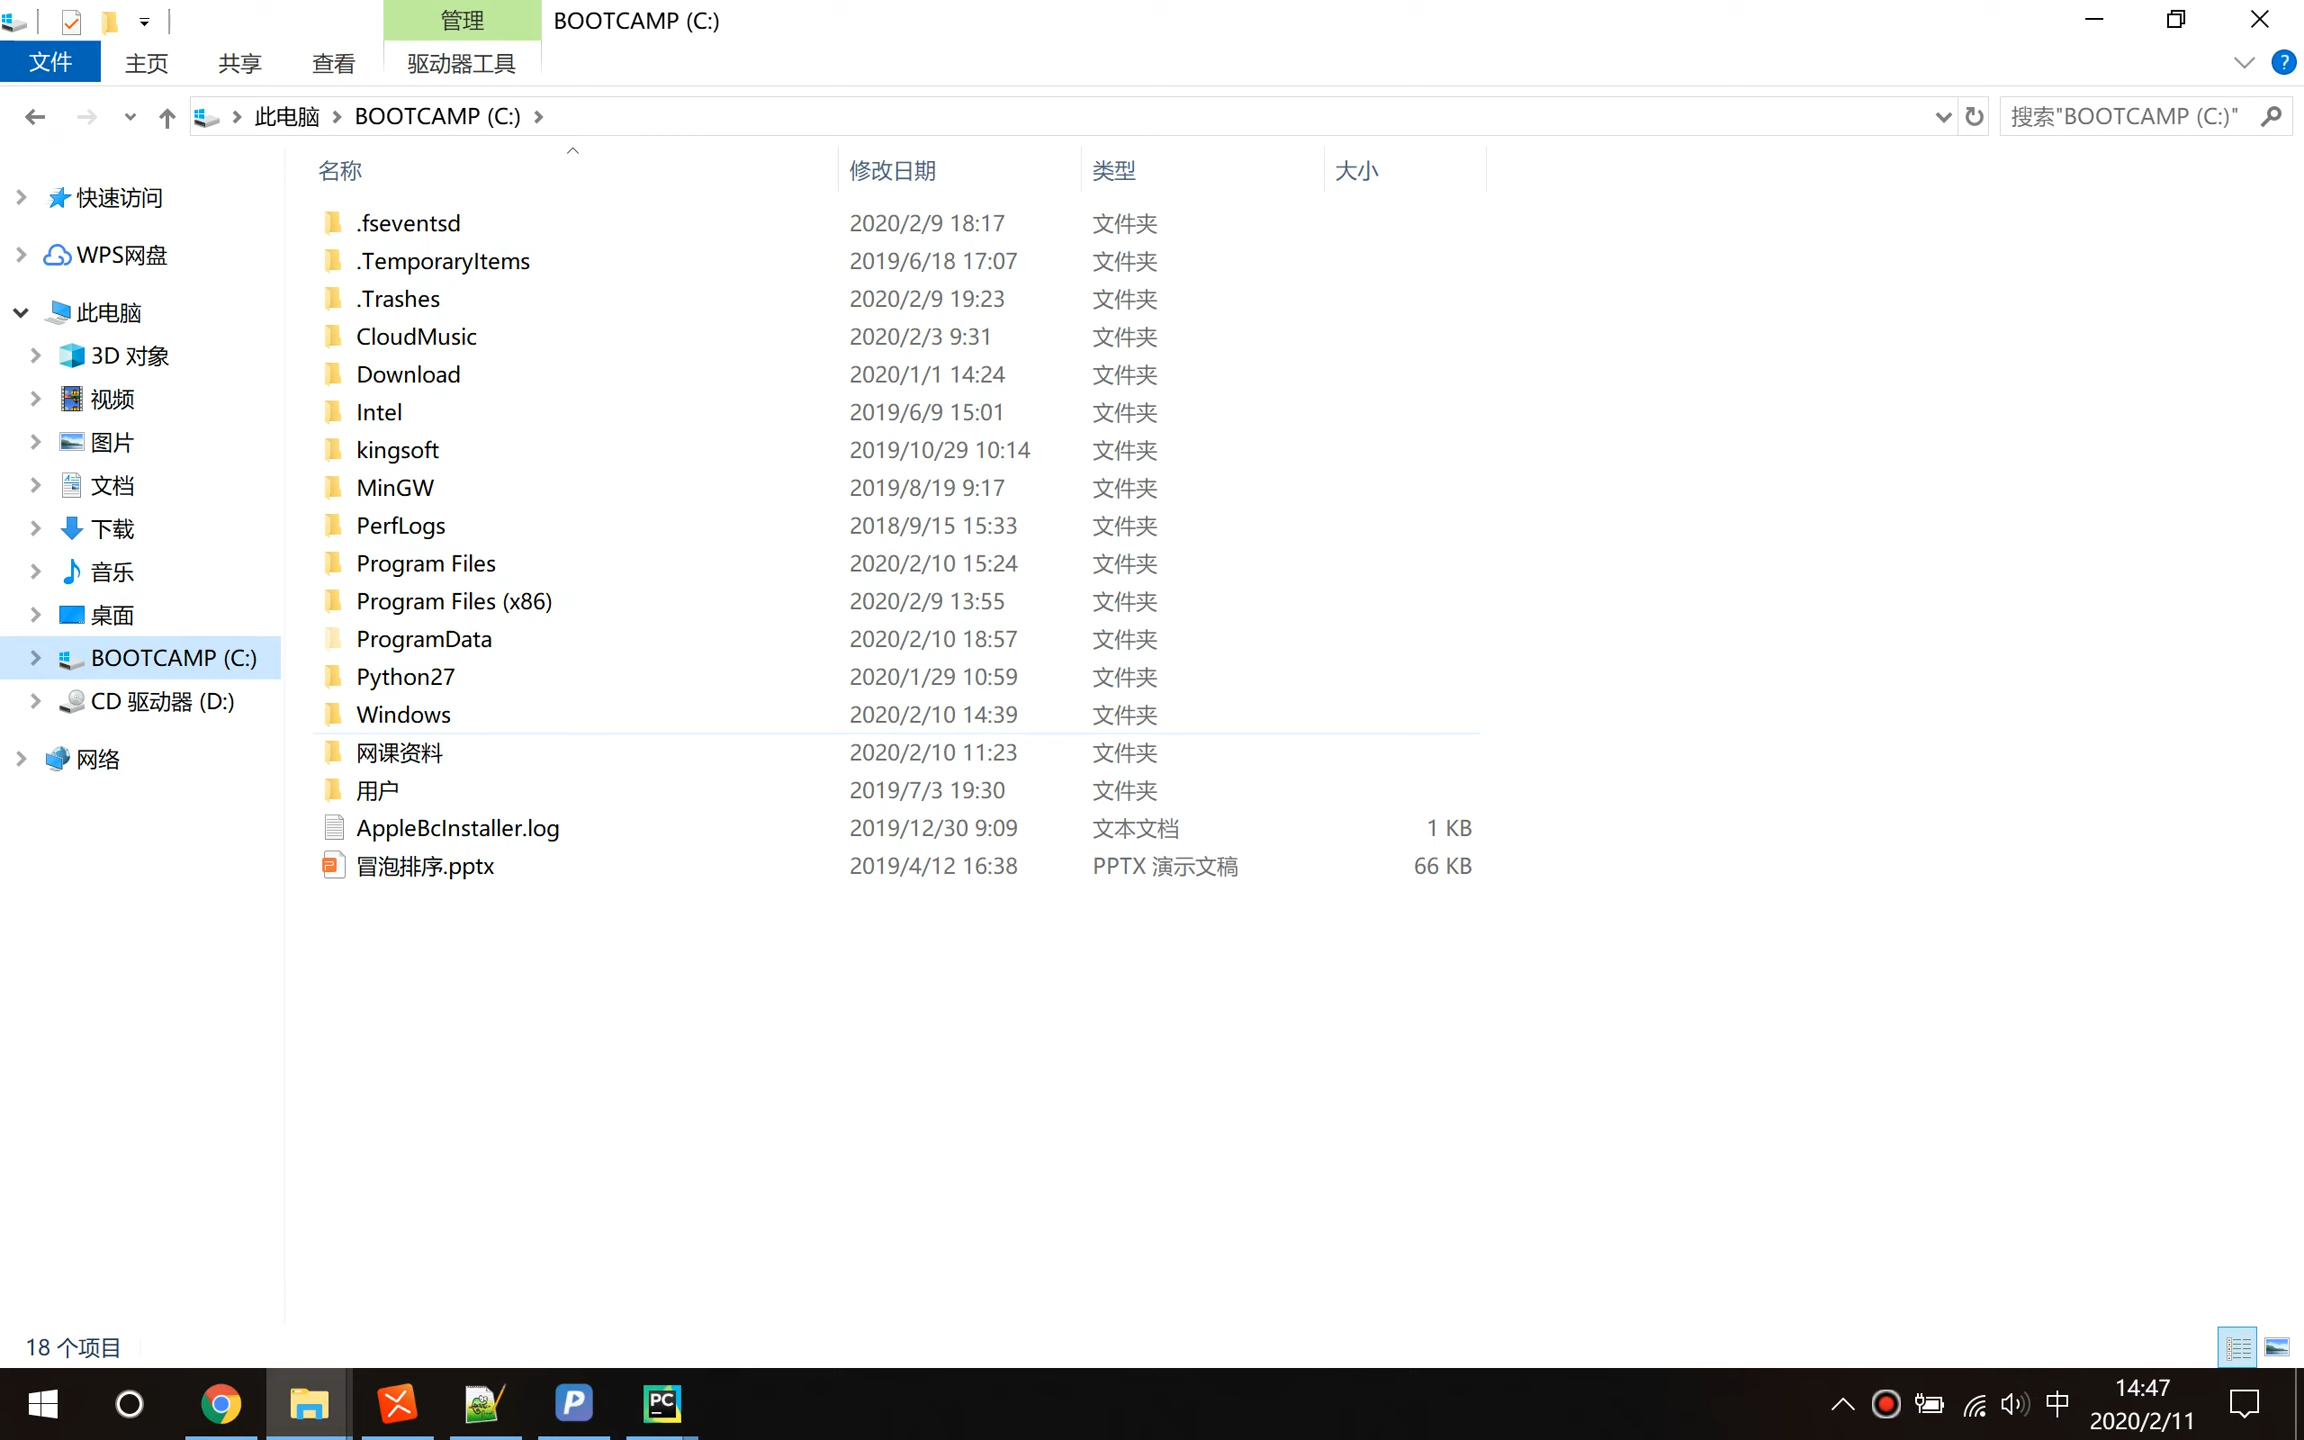 管理
BOOTCAMP (C:)
文件
主页
共享
查看
驱动器工具
此电脑
BOOTCAMP (C:)
搜索"BOOTCAMP (C:)"
名称
修改日期
类型
大小
快速访问
WPS网盘
此电脑
3D 对象
视频
图片
文档
下载
音乐
桌面
BOOTCAMP (C:)
CD 驱动器 (D:)
网络
.fseventsd 2020/2/9 18:17 文件夹
.TemporaryItems 2019/6/18 17:07 文件夹
.Trashes 2020/2/9 19:23 文件夹
CloudMusic 2020/2/3 9:31 文件夹
Download 2020/1/1 14:24 文件夹
Intel 2019/6/9 15:01 文件夹
kingsoft 2019/10/29 10:14 文件夹
MinGW 2019/8/19 9:17 文件夹
PerfLogs 2018/9/15 15:33 文件夹
Program Files 2020/2/10 15:24 文件夹
Program Files (x86) 2020/2/9 13:55 文件夹
ProgramData 2020/2/10 18:57 文件夹
Python27 2020/1/29 10:59 文件夹
Windows 2020/2/10 14:39 文件夹
网课资料 2020/2/10 11:23 文件夹
用户 2019/7/3 19:30 文件夹
AppleBcInstaller.log 2019/12/30 9:09 文本文档 1 KB
冒泡排序.pptx 2019/4/12 16:38 PPTX 演示文稿 66 KB
18 个项目
P
PC
中
14:47
2020/2/11